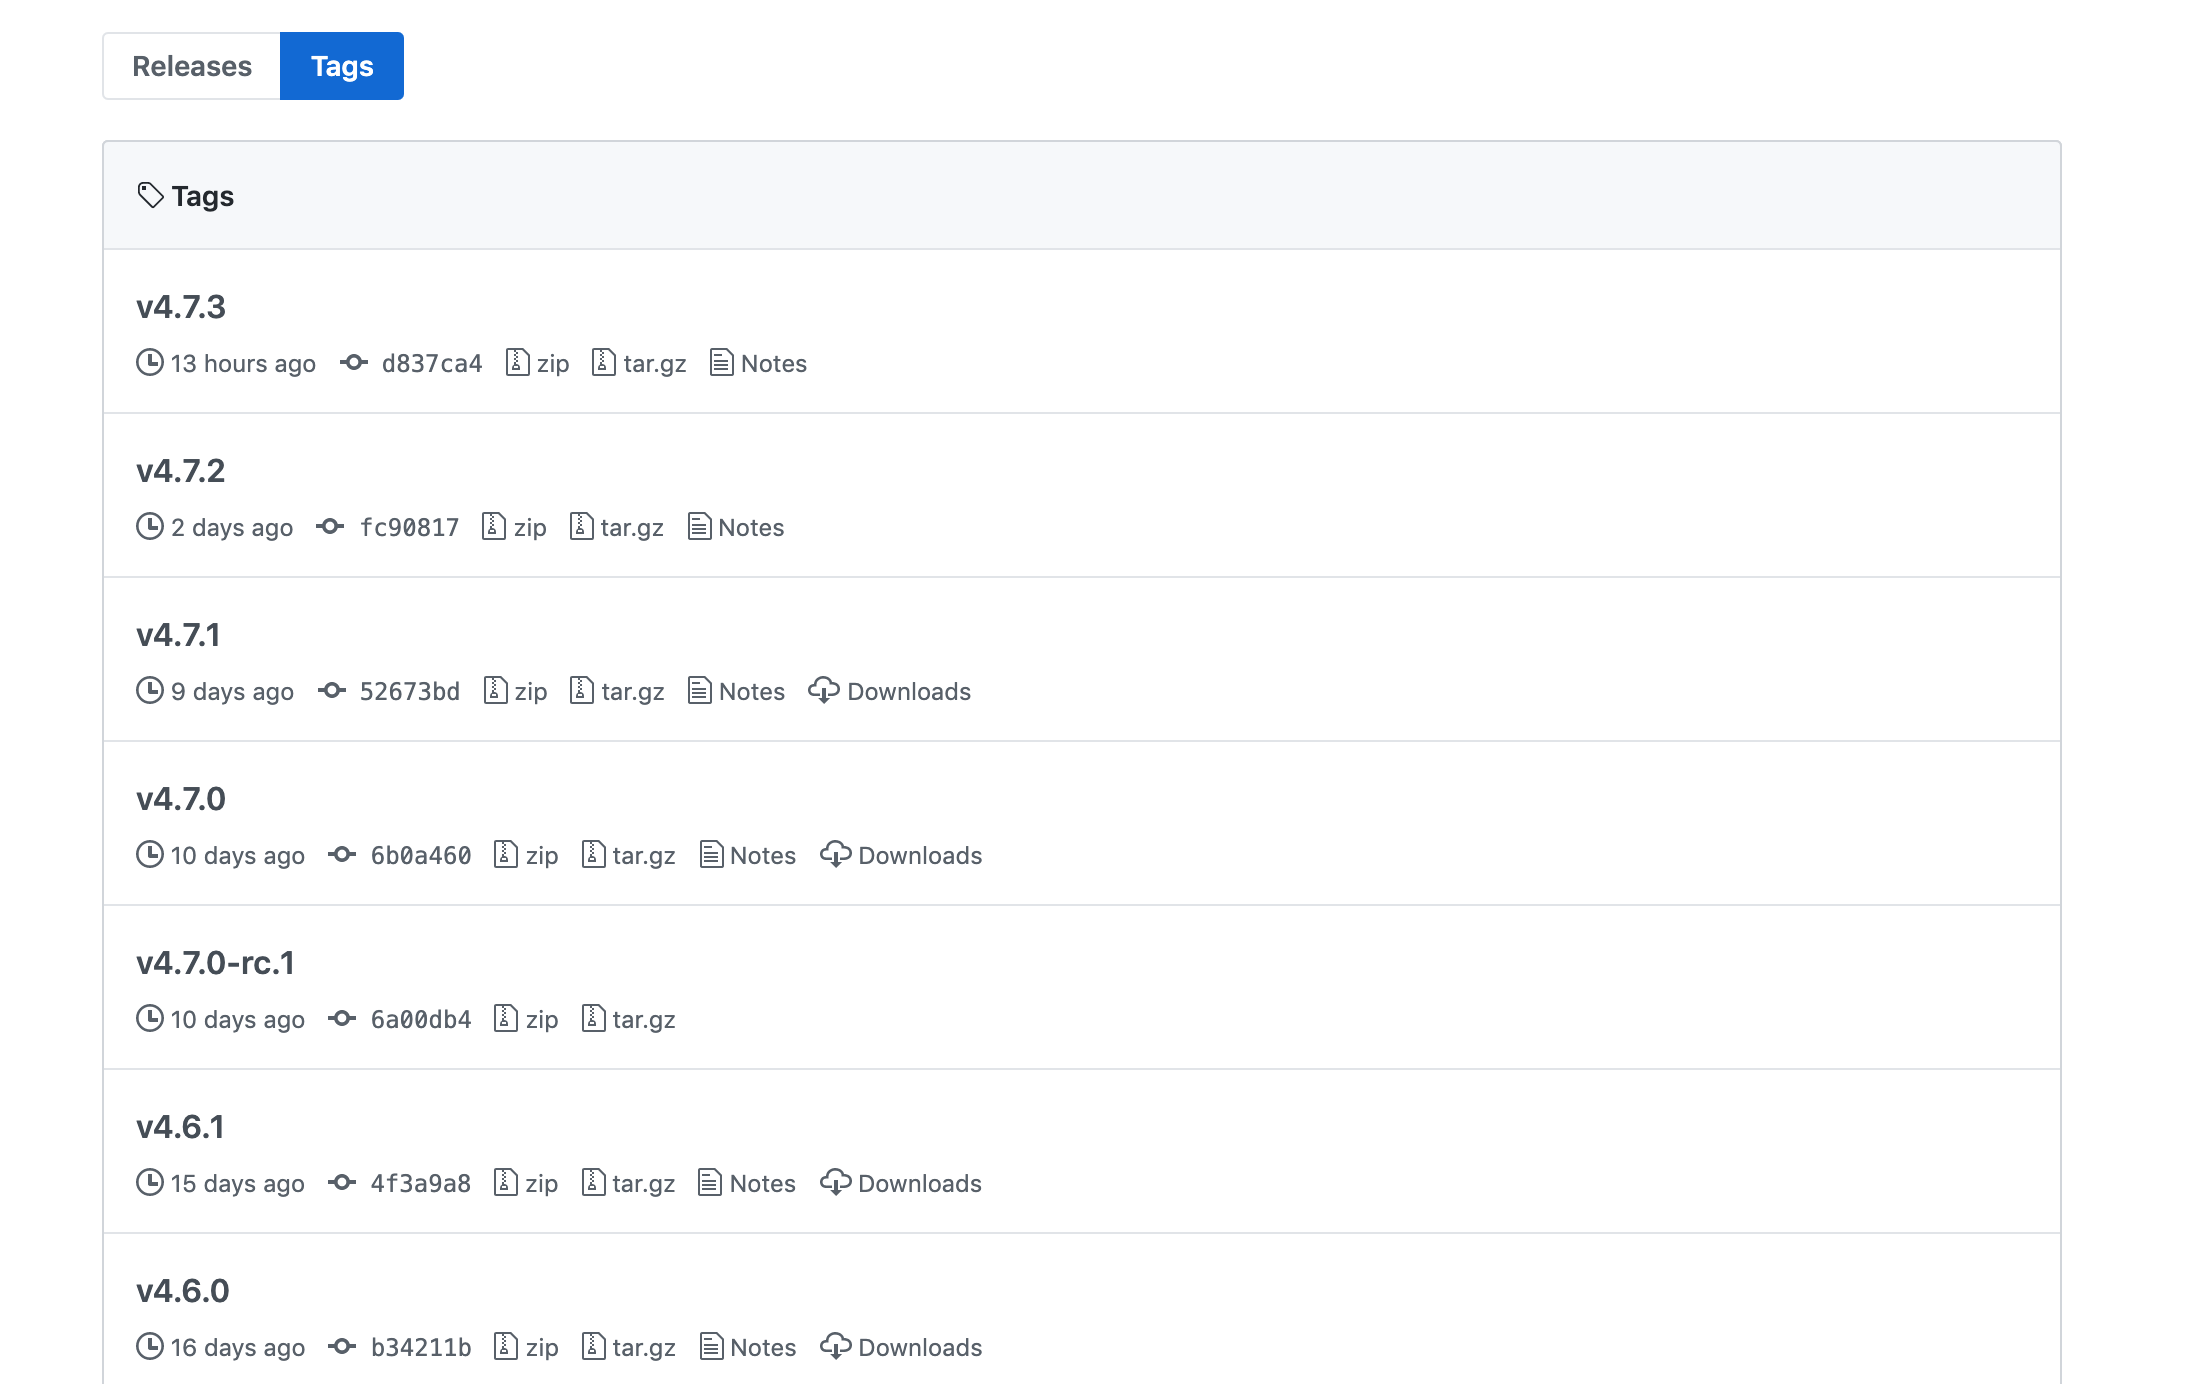 Releases Tags
Tags
v4.7.3
13 hours ago d837ca4 zip tar.gz Notes
v4.7.2
2 days ago fc90817 zip tar.gz Notes
v4.7.1
9 days ago 52673bd zip tar.gz Notes Downloads
v4.7.0
10 days ago 6b0a460 zip tar.gz Notes Downloads
v4.7.0-rc.1
10 days ago 6a00db4 zip tar.gz
v4.6.1
15 days ago 4f3a9a8 zip tar.gz Notes Downloads
v4.6.0
16 days ago b34211b zip tar.gz Notes Downloads